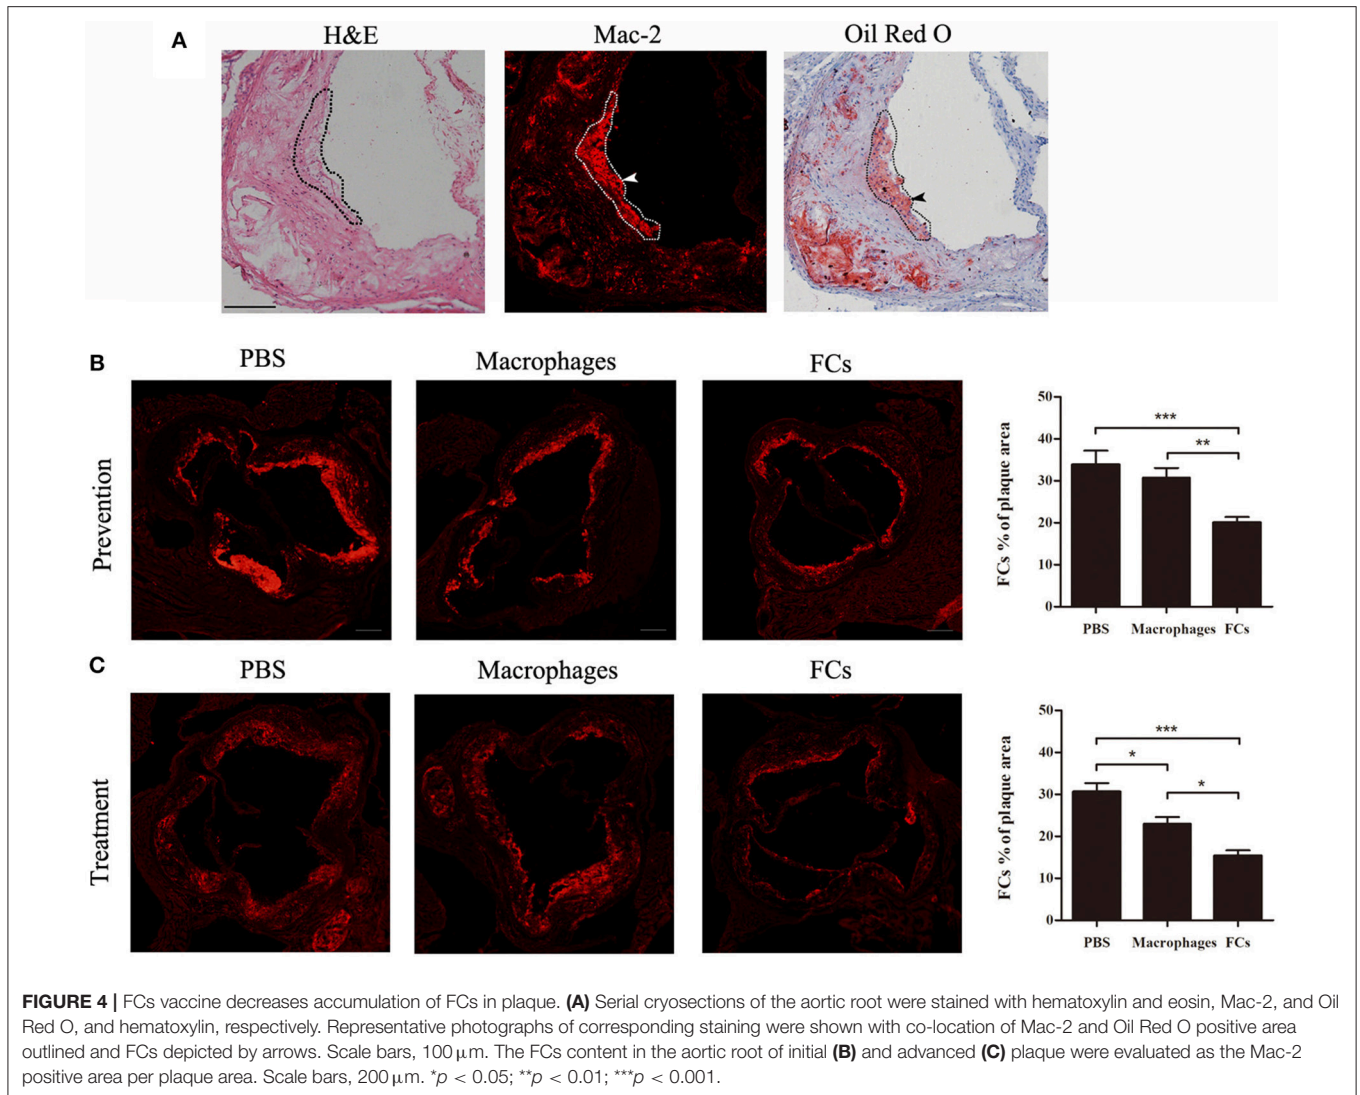 A
H&E
Mac-2
Oil Red O
B
PBS
Macrophages
FCs
Prevention
FCs % of plaque area
50
40
30
20
10
0
***
**
PBS
Macrophages
FCs
C
PBS
Macrophages
FCs
Treatment
FCs % of plaque area
50
40
30
20
10
0
***
*
*
PBS
Macrophages
FCs
FIGURE 4 | FCs vaccine decreases accumulation of FCs in plaque. (A) Serial cryosections of the aortic root were stained with hematoxylin and eosin, Mac-2, and Oil
Red O, and hematoxylin, respectively. Representative photographs of corresponding staining were shown with co-location of Mac-2 and Oil Red O positive area
outlined and FCs depicted by arrows. Scale bars, 100 μm. The FCs content in the aortic root of initial (B) and advanced (C) plaque were evaluated as the Mac-2
positive area per plaque area. Scale bars, 200 μm. *p < 0.05; **p < 0.01; ***p < 0.001.